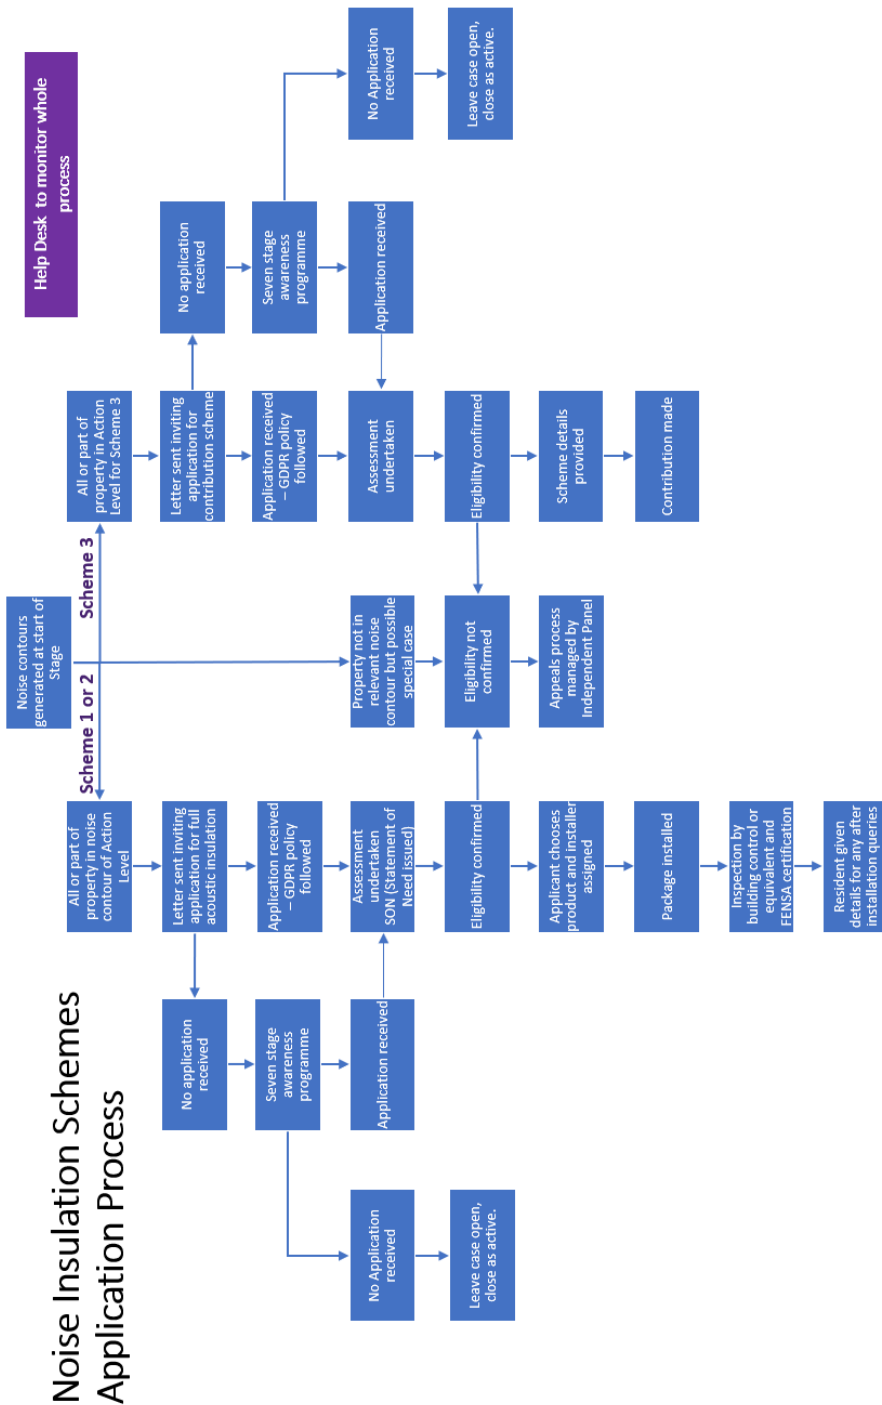 Noise Insulation Schemes
Application Process
Help Desk to monitor whole
process
Noise contours
generated at start of
Stage
Scheme 1 or 2
Scheme 3
All or part of
property in noise
contour of Action
Level
Letter sent inviting
application for full
acoustic insulation
Application received
– GDPR policy
followed
Assessment
undertaken
SON (Statement of
Need issued)
Eligibility confirmed
Applicant chooses
product and installer
assigned
Package installed
Inspection by
building control or
equivalent and
FENSA certification
Resident given
details for any after
installation queries
No application
received
Seven stage
awareness
programme
Application received
No Application
received
Leave case open,
close as active.
Property not in
relevant noise
contour but possible
special case
Eligibility not
confirmed
Appeals process
managed by
Independent Panel
All or part of
property in Action
Level for Scheme 3
Letter sent inviting
application for
contribution scheme
Application received
– GDPR policy
followed
Assessment
undertaken
Eligibility confirmed
Scheme details
provided
Contribution made
No application
received
Seven stage
awareness
programme
Application received
No Application
received
Leave case open,
close as active.